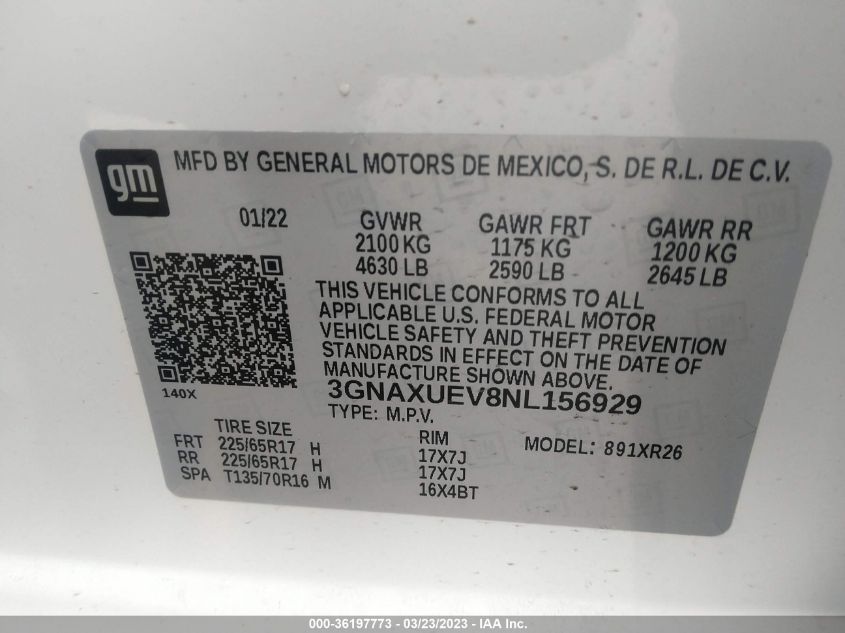 gm
MFD BY GENERAL MOTORS DE MEXICO, S. DE R.L. DE C.V.
01/22 GVWR GAWR FRT GAWR RR
2100 KG 1175 KG 1200 KG
4630 LB 2590 LB 2645 LB
THIS VEHICLE CONFORMS TO ALL
APPLICABLE U.S. FEDERAL MOTOR
VEHICLE SAFETY AND THEFT PREVENTION
STANDARDS IN EFFECT ON THE DATE OF
MANUFACTURE SHOWN ABOVE.
140X
3GNAXUEV8NL156929
TYPE: M.P.V.
TIRE SIZE RIM MODEL: 891XR26
FRT 225/65R17 H 17X7J
RR 225/65R17 H 17X7J
SPA T135/70R16 M 16X4BT
000-36197773 - 03/23/2023 - IAA Inc.